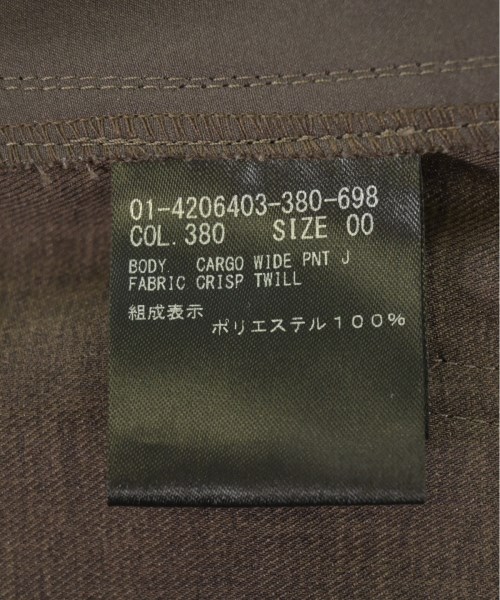 01-4206403-380-698
COL.380 SIZE 00
BODY. CARGO WIDE PNT J
FABRIC CRISP TWILL
組成表示
ポリエステル100%